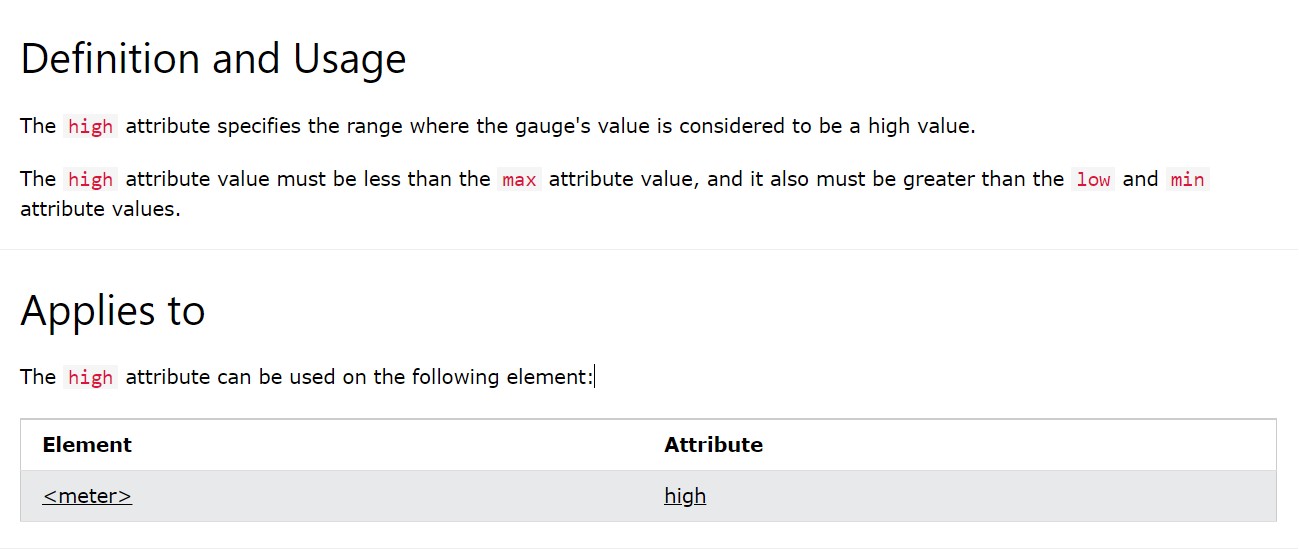 Definition and Usage
The high attribute specifies the range where the gauge's value is considered to be a high value.
The high attribute value must be less than the max attribute value, and it also must be greater than the low and min
attribute values.
Applies to
The high attribute can be used on the following element:
Element Attribute
<meter> high